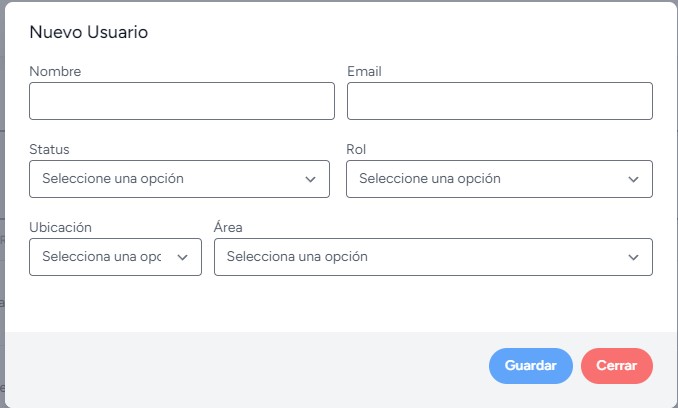 Nuevo Usuario
Nombre Email
Status Rol
Seleccione una opción Seleccione una opción
Ubicación Área
Selecciona una opc Selecciona una opción
Guardar Cerrar